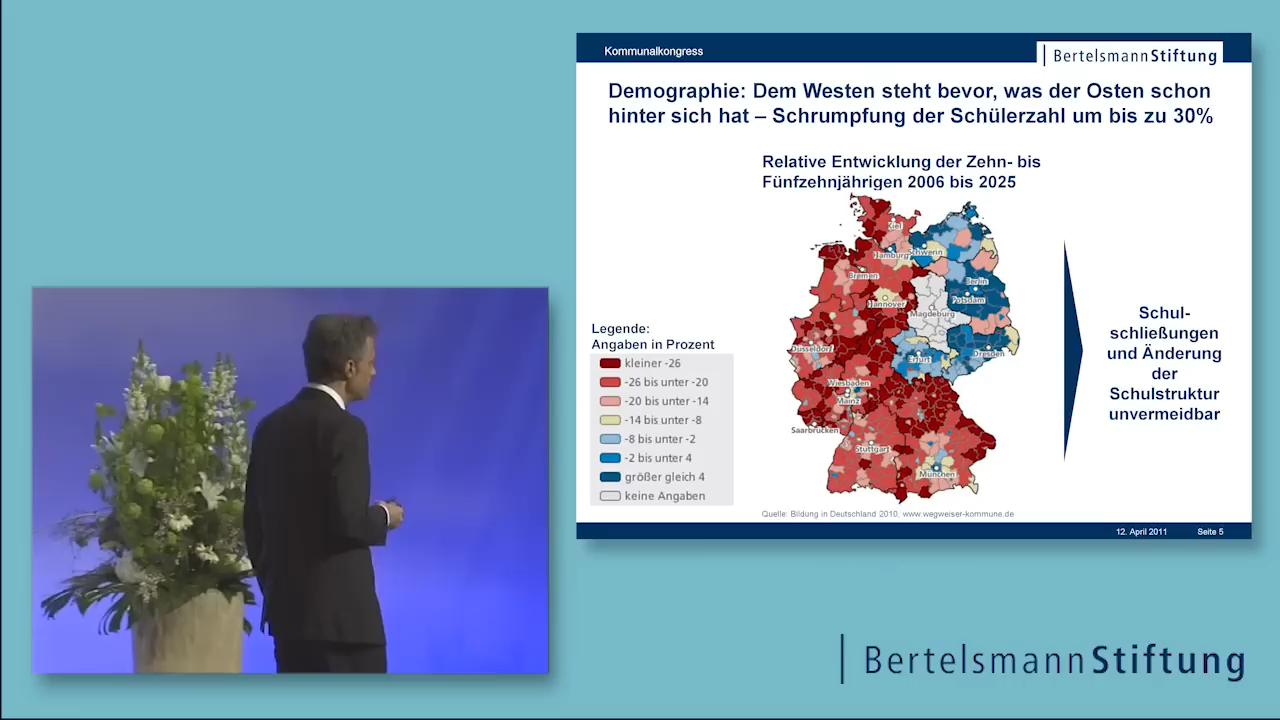 Kommunalkongress
BertelsmannStiftung
Demographie: Dem Westen steht bevor, was der Osten schon
hinter sich hat – Schrumpfung der Schülerzahl um bis zu 30%
Relative Entwicklung der Zehn- bis
Fünfzehnjährigen 2006 bis 2025
Kiel
Hamburg
Schwerin
Bremen
Berlin
Hannover
Potsdam
Magdeburg
Düsseldorf
Erfurt
Dresden
Wiesbaden
Mainz
Saarbrücken
Stuttgart
München
Legende:
Angaben in Prozent
kleiner -26
-26 bis unter -20
-20 bis unter -14
-14 bis unter -8
-8 bis unter -2
-2 bis unter 4
größer gleich 4
keine Angaben
Schul-
schließungen
und Änderung
der
Schulstruktur
unvermeidbar
Quelle: Bildung in Deutschland 2010, www.wegweiser-kommune.de
12. April 2011 Seite 5
BertelsmannStiftung